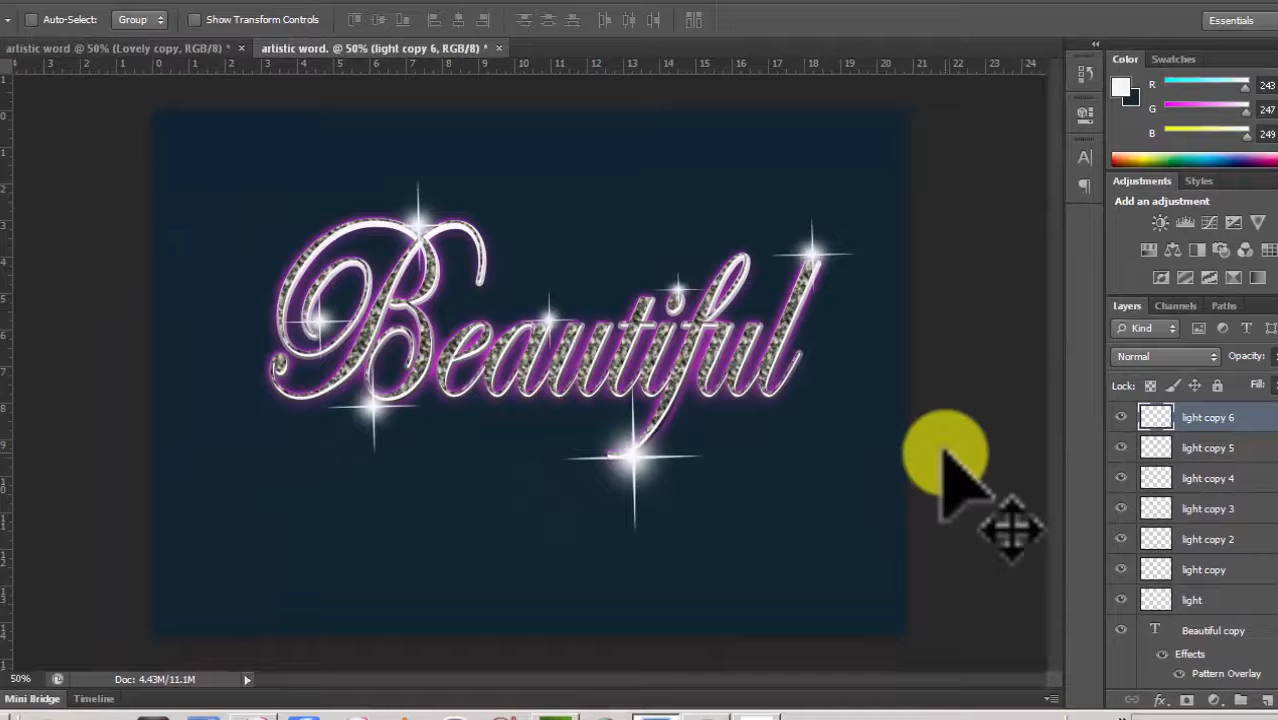 Auto-Select: Group Show Transform Controls Essentials
artistic word @ 50% (Lovely copy, RGB/8) * × artistic word. @ 50% (light copy 6, RGB/8) * ×
Color Swatches
R 243
G 247
B 249
Adjustments Styles
Add an adjustment
Layers Channels Paths
Kind
Normal Opacity:
Lock: Fill:
light copy 6
light copy 5
light copy 4
light copy 3
light copy 2
light copy
light
Beautiful copy
Effects
Pattern Overlay
Beautiful
50% Doc: 4.43M/11.1M
Mini Bridge Timeline